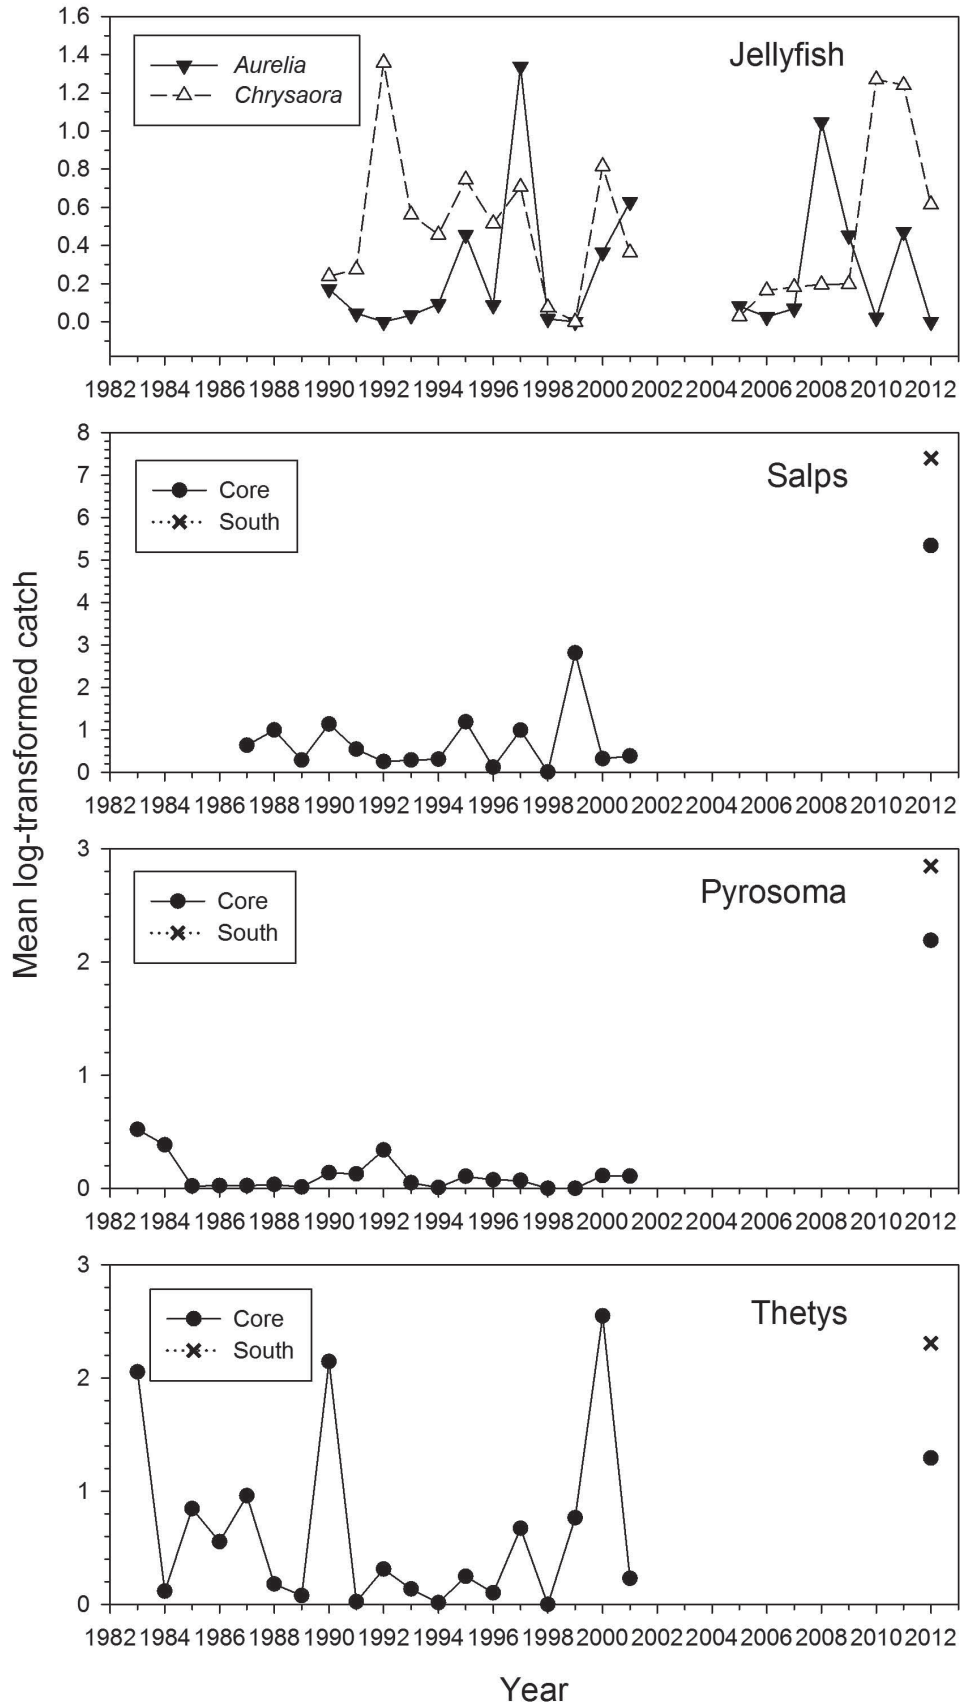 Mean log-transformed catch
1.6
1.4
1.2
1.0
0.8
0.6
0.4
0.2
0.0
Aurelia
Chrysaora
Jellyfish
1982 1984 1986 1988 1990 1992 1994 1996 1998 2000 2002 2004 2006 2008 2010 2012
8
7
6
5
4
3
2
1
0
Core
South
Salps
1982 1984 1986 1988 1990 1992 1994 1996 1998 2000 2002 2004 2006 2008 2010 2012
3
2
1
0
Core
South
Pyrosoma
1982 1984 1986 1988 1990 1992 1994 1996 1998 2000 2002 2004 2006 2008 2010 2012
3
2
1
0
Core
South
Thetys
1982 1984 1986 1988 1990 1992 1994 1996 1998 2000 2002 2004 2006 2008 2010 2012
Year